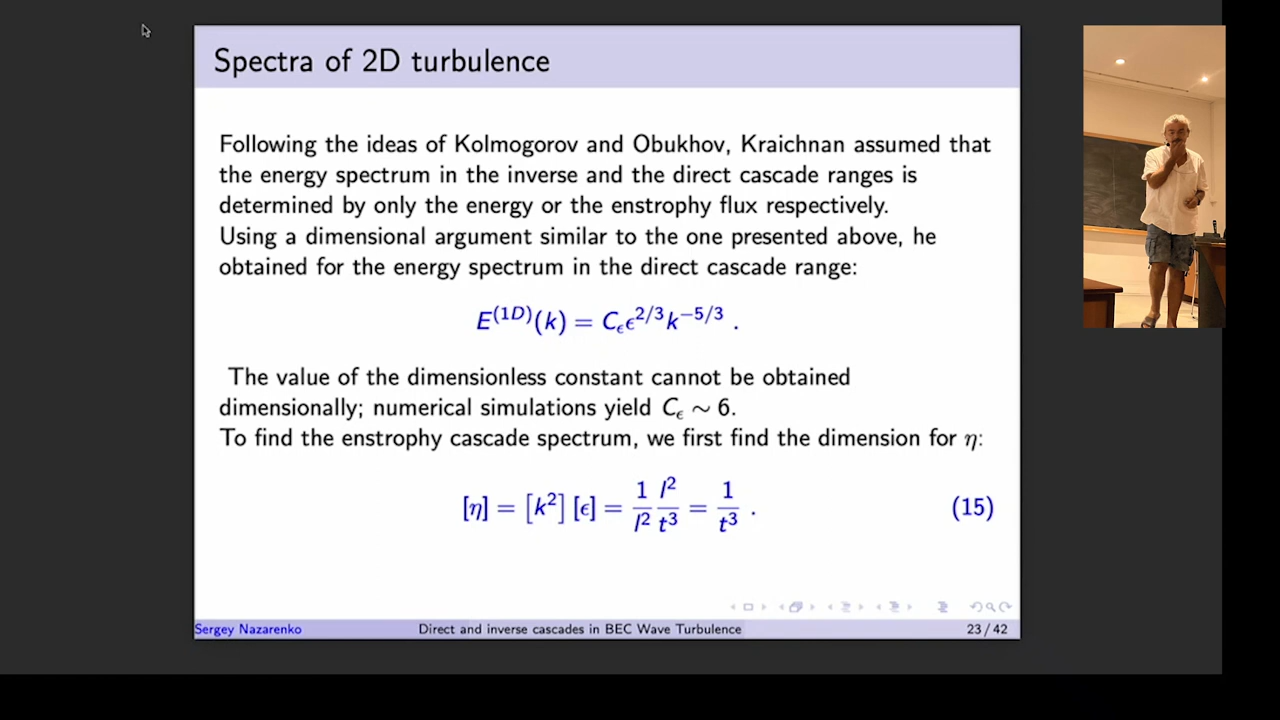 Spectra of 2D turbulence
Following the ideas of Kolmogorov and Obukhov, Kraichnan assumed that
the energy spectrum in the inverse and the direct cascade ranges is
determined by only the energy or the enstrophy flux respectively.
Using a dimensional argument similar to the one presented above, he
obtained for the energy spectrum in the direct cascade range:
E^{(1D)}(k) = C_ϵ ϵ^{2/3} k^{−5/3} .
The value of the dimensionless constant cannot be obtained
dimensionally; numerical simulations yield C_ϵ ∼ 6.
To find the enstrophy cascade spectrum, we first find the dimension for η:
[η] = [k^2] [ϵ] = \frac{1}{l^2} \frac{l^2}{t^3} = \frac{1}{t^3} . (15)
Sergey Nazarenko Direct and inverse cascades in BEC Wave Turbulence 23 / 42